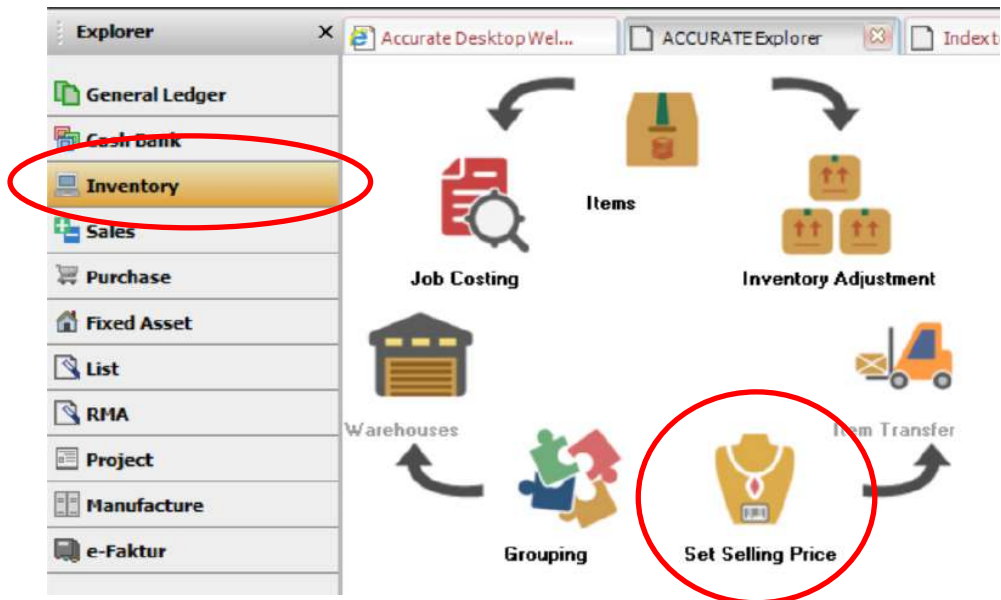 Explorer
Accurate Desktop Wel...
ACCURATE Explorer
Index t
General Ledger
Cash Bank
Inventory
Sales
Purchase
Fixed Asset
List
RMA
Project
Manufacture
e-Faktur
Items
Job Costing
Inventory Adjustment
Warehouses
Item Transfer
Grouping
Set Selling Price